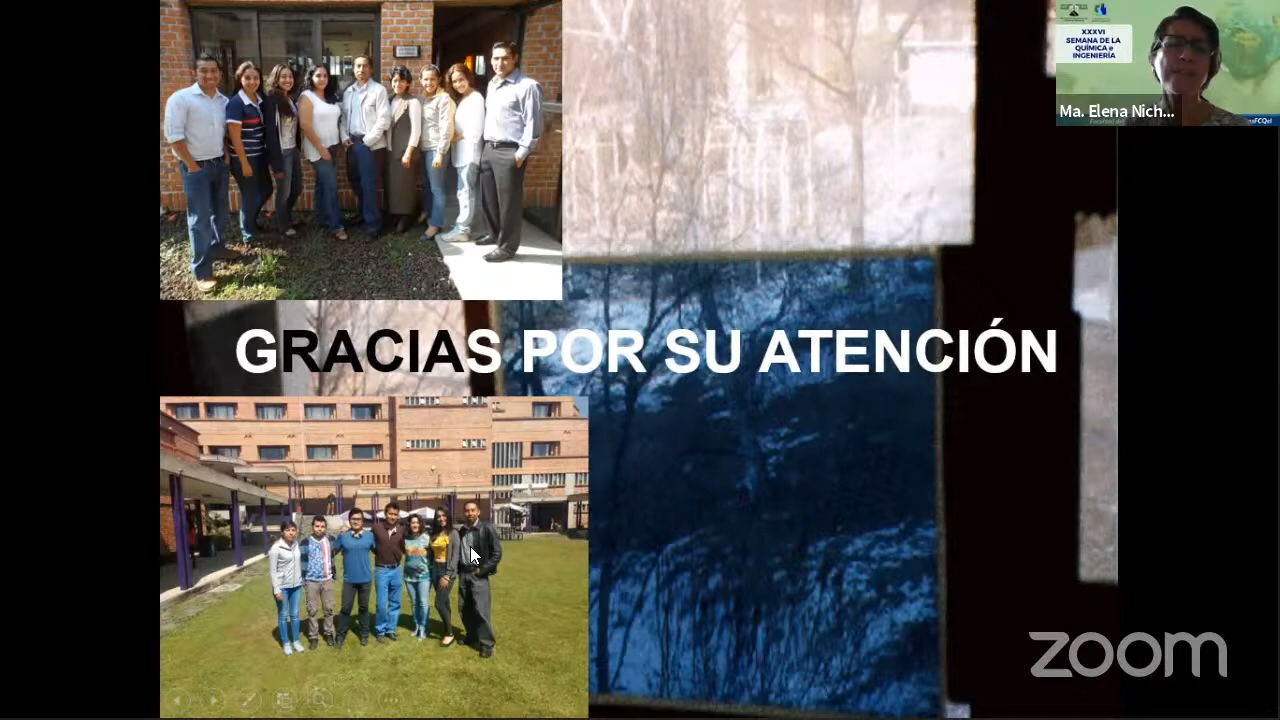 XXXVI
SEMANA DE LA
QUÍMICA e
INGENIERÍA
Ma. Elena Nich...
GRACIAS POR SU ATENCIÓN
zoom